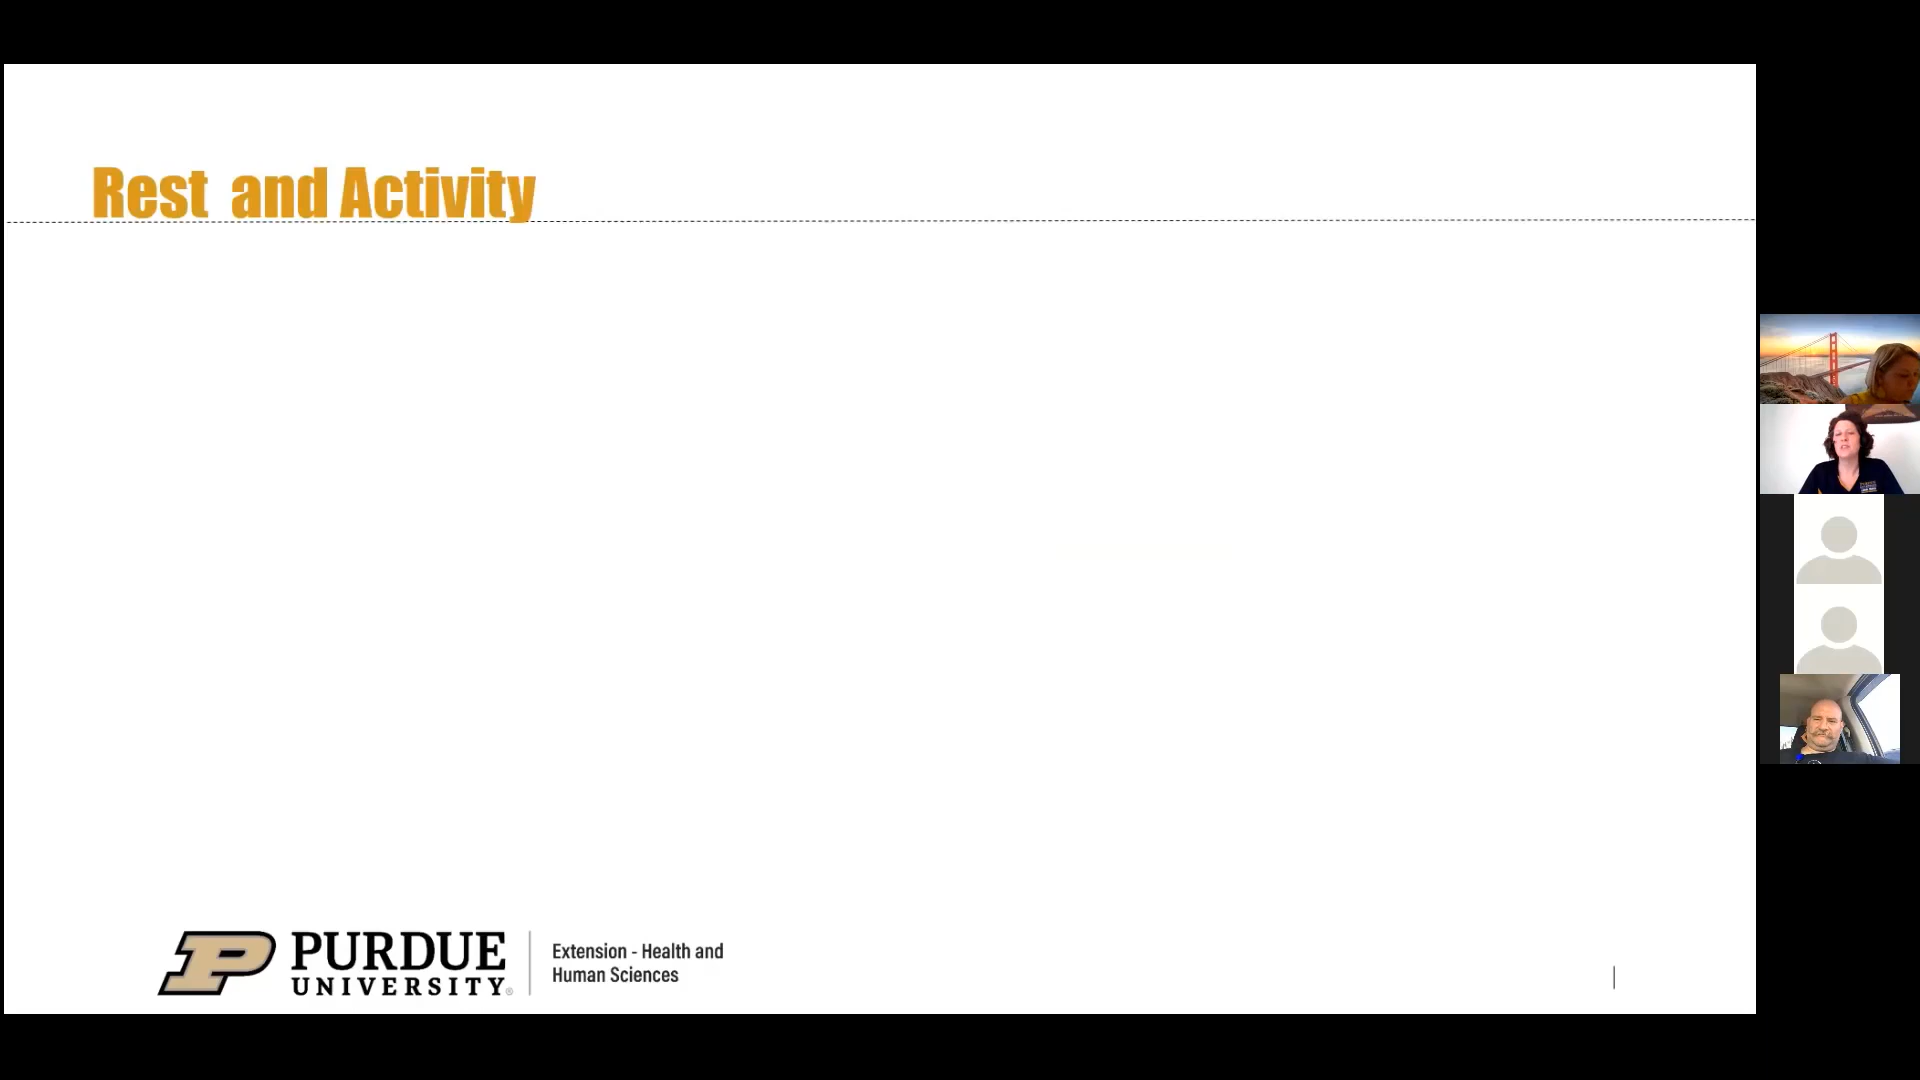 Rest  and Activity
PURDUE
UNIVERSITY®
Extension - Health and
Human Sciences